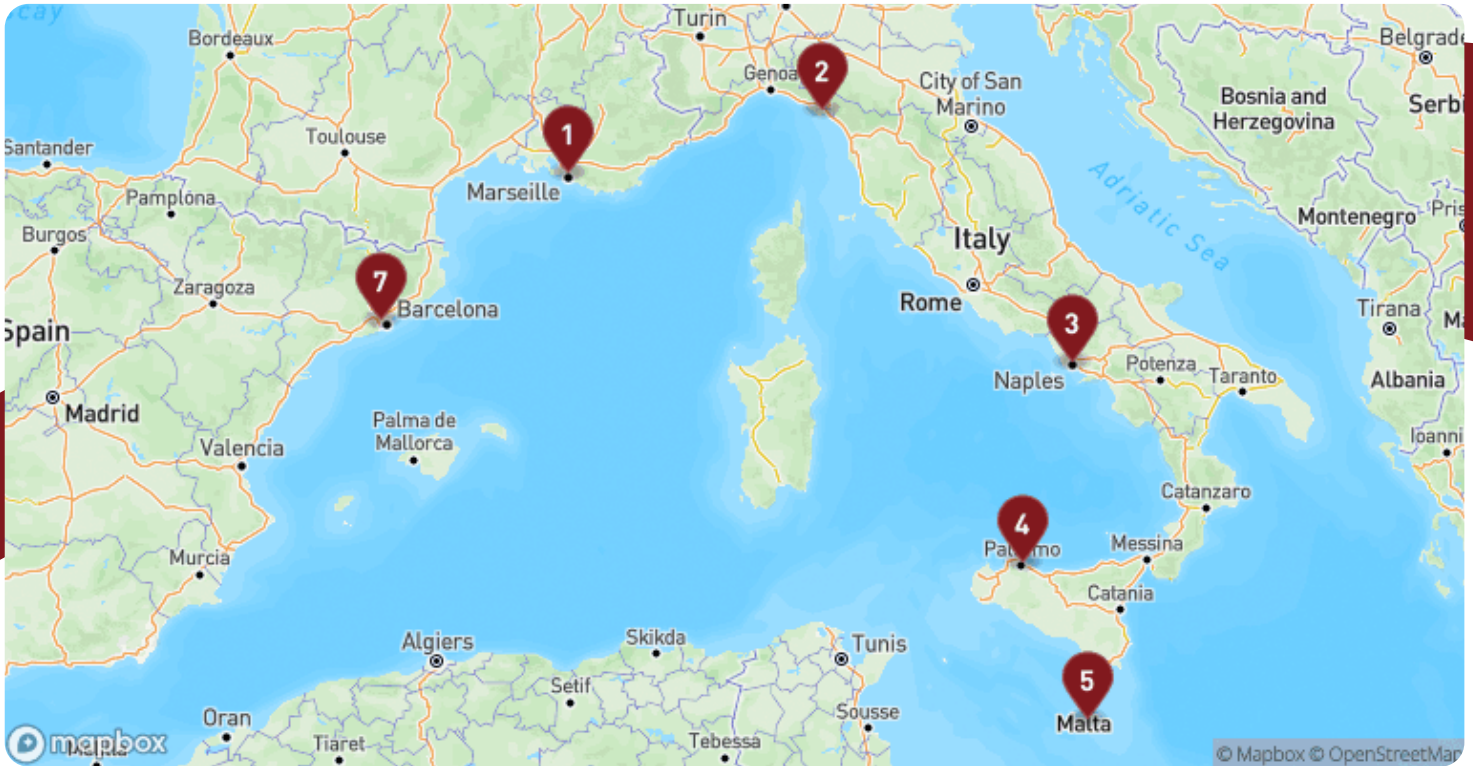 cay
Bordeaux
Turin
Genoa
2
City of San
Marino
Belgrade
Bosnia and
Herzegovina
Serbi
Santander
Toulouse
1
Marseille
Adriatic Sea
Pamplona
Burgos
Italy
Montenegro
Pris
7
Zaragoza
Barcelona
Rome
3
Tirana
Spain
Naples
Potenza
Taranto
Albania
Madrid
Palma de
Mallorca
Valencia
Ioanni
Catanzaro
4
Murcia
Messina
Catania
Algiers
Skikda
Tunis
5
Malta
Setif
Oran
Sousse
Tiaret
Tebessa
mapbox
© Mapbox © OpenStreetMap